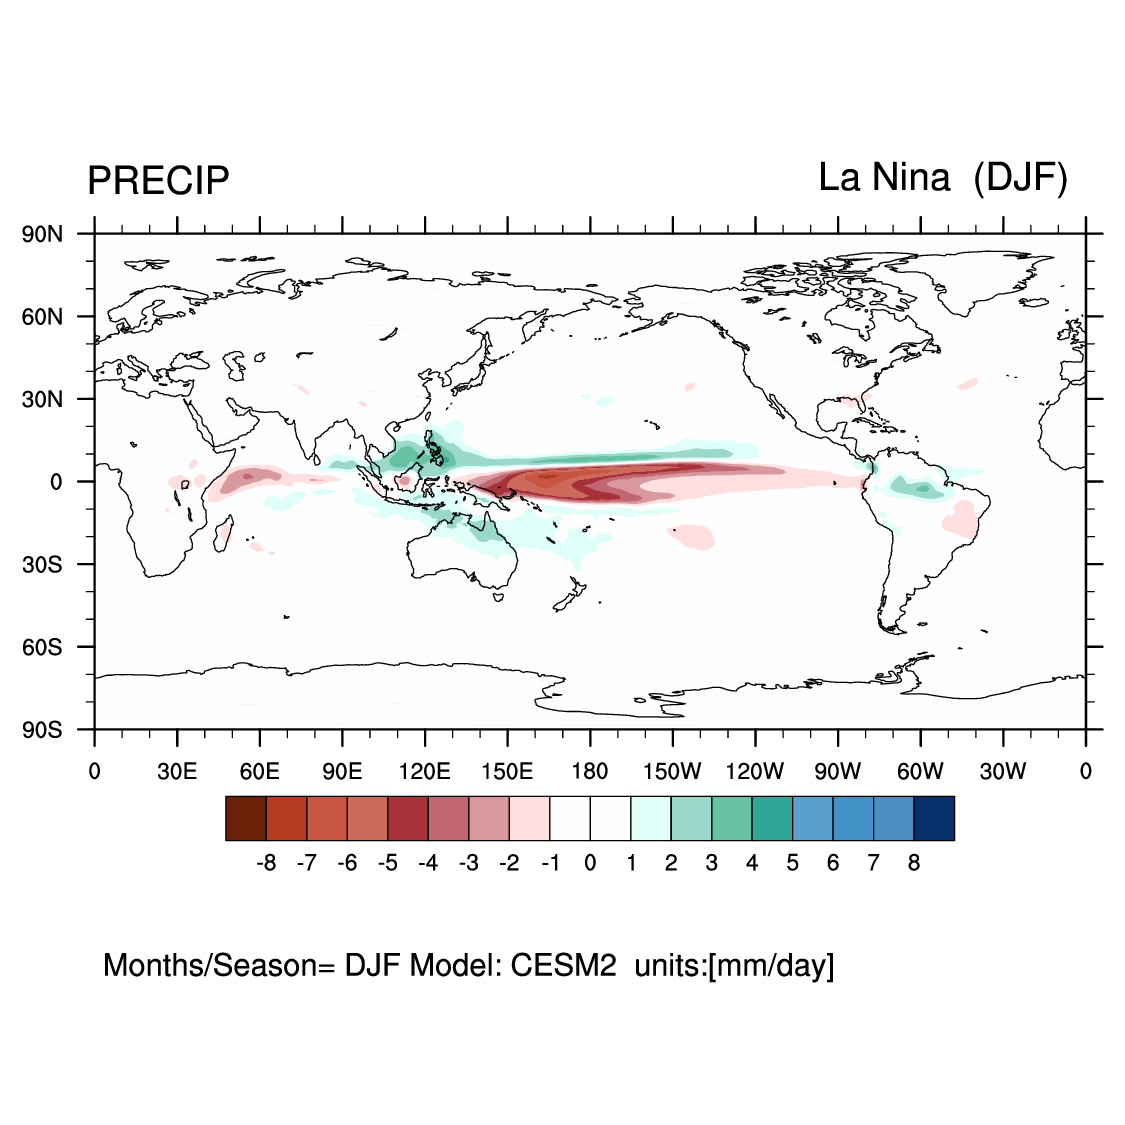 PRECIP La Nina (DJF)
90N
60N
30N
0
30S
60S
90S
0 30E 60E 90E 120E 150E 180 150W 120W 90W 60W 30W 0
-8 -7 -6 -5 -4 -3 -2 -1 0 1 2 3 4 5 6 7 8
Months/Season= DJF Model: CESM2 units:[mm/day]